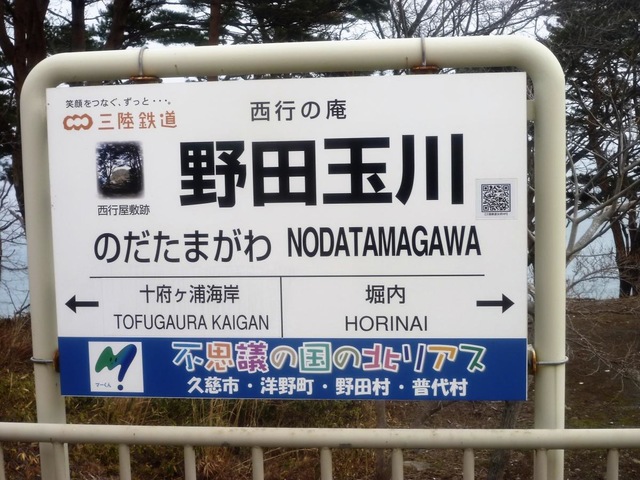 笑顔をつなぐ、ずっと・・・。
三陸鉄道
西行の庵
野田玉川
西行屋敷跡
のだたまがわ NODATAMAGAWA
十府ヶ浦海岸
TOFUGAURA KAIGAN
堀内
HORINAI
不思議の国の北リアス
久慈市・洋野町・野田村・普代村